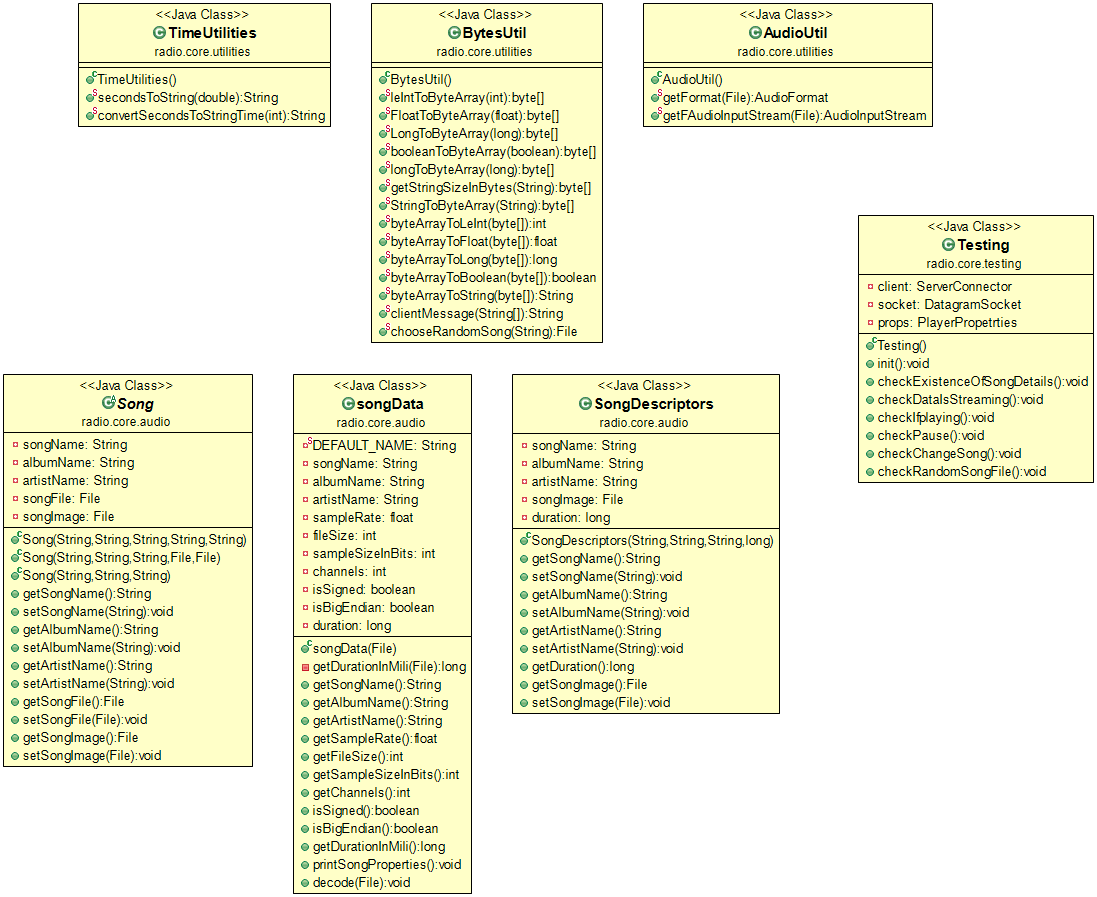 <<Java Class>>
TimeUtilities
radio.core.utilities
TimeUtilities()
secondsToString(double):String
convertSecondsToStringTime(int):String
<<Java Class>>
BytesUtil
radio.core.utilities
BytesUtil()
leIntToByteArray(int):byte[]
FloatToByteArray(float):byte[]
LongToByteArray(long):byte[]
booleanToByteArray(boolean):byte[]
longToByteArray(long):byte[]
getStringSizeInBytes(String):byte[]
StringToByteArray(String):byte[]
byteArrayToLeInt(byte[]):int
byteArrayToFloat(byte[]):float
byteArrayToLong(byte[]):long
byteArrayToBoolean(byte[]):boolean
byteArrayToString(byte[]):String
clientMessage(String[]):String
chooseRandomSong(String):File
<<Java Class>>
AudioUtil
radio.core.utilities
AudioUtil()
getFormat(File):AudioFormat
getFAudioInputStream(File):AudioInputStream
<<Java Class>>
Testing
radio.core.testing
client: ServerConnector
socket: DatagramSocket
props: PlayerPropetrties
Testing()
init():void
checkExistenceOfSongDetails():void
checkDataIsStreaming():void
checkIfplaying():void
checkPause():void
checkChangeSong():void
checkRandomSongFile():void
<<Java Class>>
Song
radio.core.audio
songName: String
albumName: String
artistName: String
songFile: File
songImage: File
Song(String,String,String,String,String)
Song(String,String,String,File,File)
Song(String,String,String)
getSongName():String
setSongName(String):void
getAlbumName():String
setAlbumName(String):void
getArtistName():String
setArtistName(String):void
getSongFile():File
setSongFile(File):void
getSongImage():File
setSongImage(File):void
<<Java Class>>
songData
radio.core.audio
DEFAULT_NAME: String
songName: String
albumName: String
artistName: String
sampleRate: float
fileSize: int
sampleSizeInBits: int
channels: int
isSigned: boolean
isBigEndian: boolean
duration: long
songData(File)
getDurationInMili(File):long
getSongName():String
getAlbumName():String
getArtistName():String
getSampleRate():float
getFileSize():int
getSampleSizeInBits():int
getChannels():int
isSigned():boolean
isBigEndian():boolean
getDurationInMili():long
printSongProperties():void
decode(File):void
<<Java Class>>
SongDescriptors
radio.core.audio
songName: String
albumName: String
artistName: String
songImage: File
duration: long
SongDescriptors(String,String,String,long)
getSongName():String
setSongName(String):void
getAlbumName():String
setAlbumName(String):void
getArtistName():String
setArtistName(String):void
getDuration():long
getSongImage():File
setSongImage(File):void